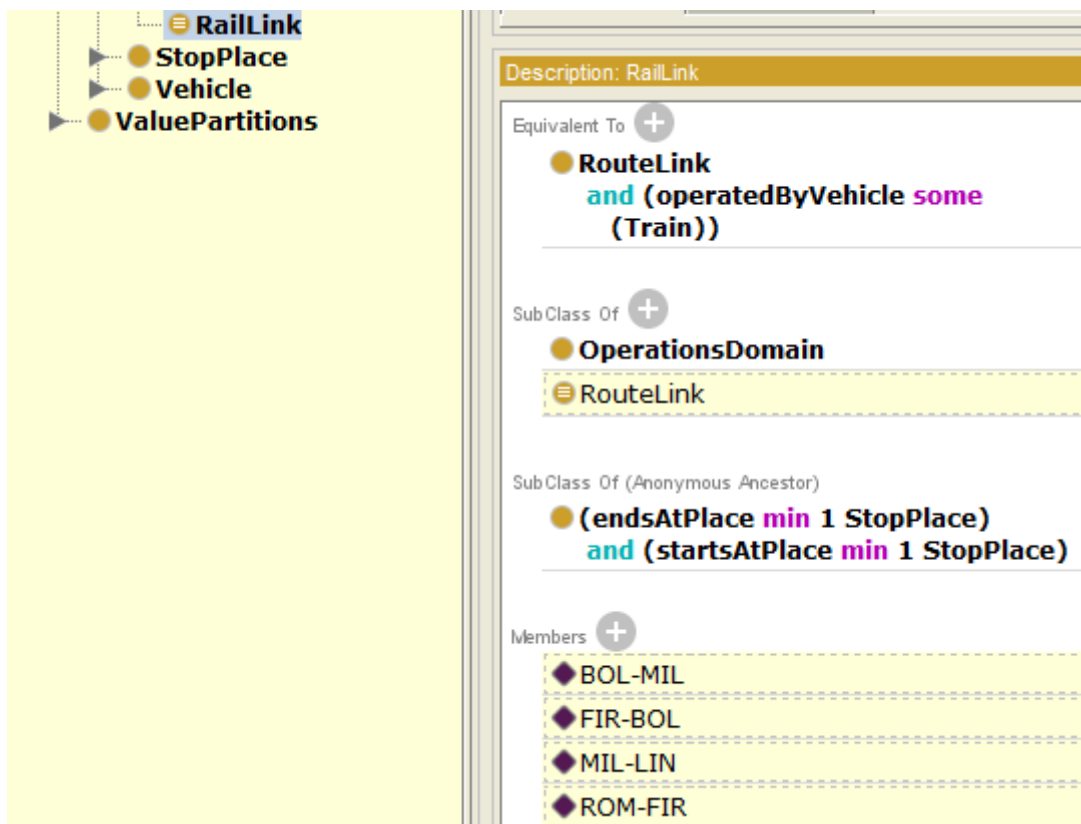 RailLink
StopPlace
Vehicle
ValuePartitions
Description: RailLink
Equivalent To
RouteLink
and (operatedByVehicle some
(Train))
SubClass Of
OperationsDomain
RouteLink
SubClass Of (Anonymous Ancestor)
(endsAtPlace min 1 StopPlace)
and (startsAtPlace min 1 StopPlace)
Members
BOL-MIL
FIR-BOL
MIL-LIN
ROM-FIR